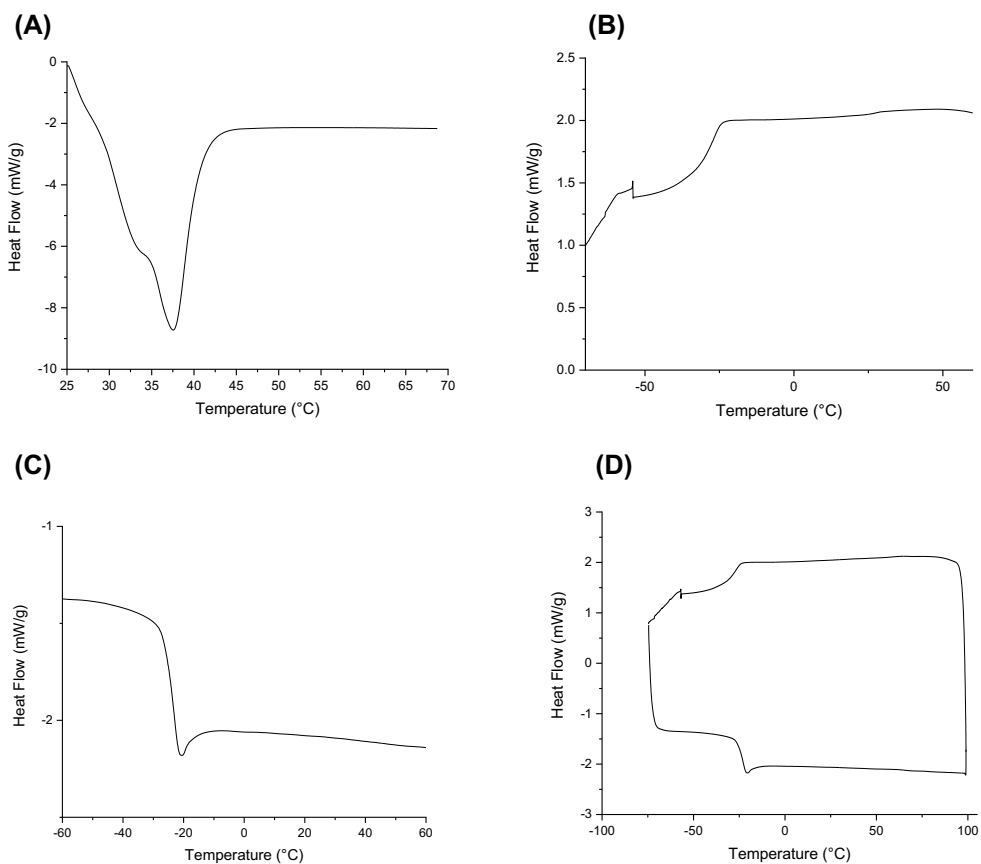 (A)
0
-2
-4
-6
-8
-10
Heat Flow (mW/g)
25 30 35 40 45 50 55 60 65 70
Temperature (°C)
(B)
2.5
2.0
1.5
1.0
0.5
0.0
Heat Flow (mW/g)
-50 0 50
Temperature (°C)
(C)
-1
-2
Heat Flow (mW/g)
-60 -40 -20 0 20 40 60
Temperature (°C)
(D)
3
2
1
0
-1
-2
-3
Heat Flow (mW/g)
-100 -50 0 50 100
Temperature (°C)